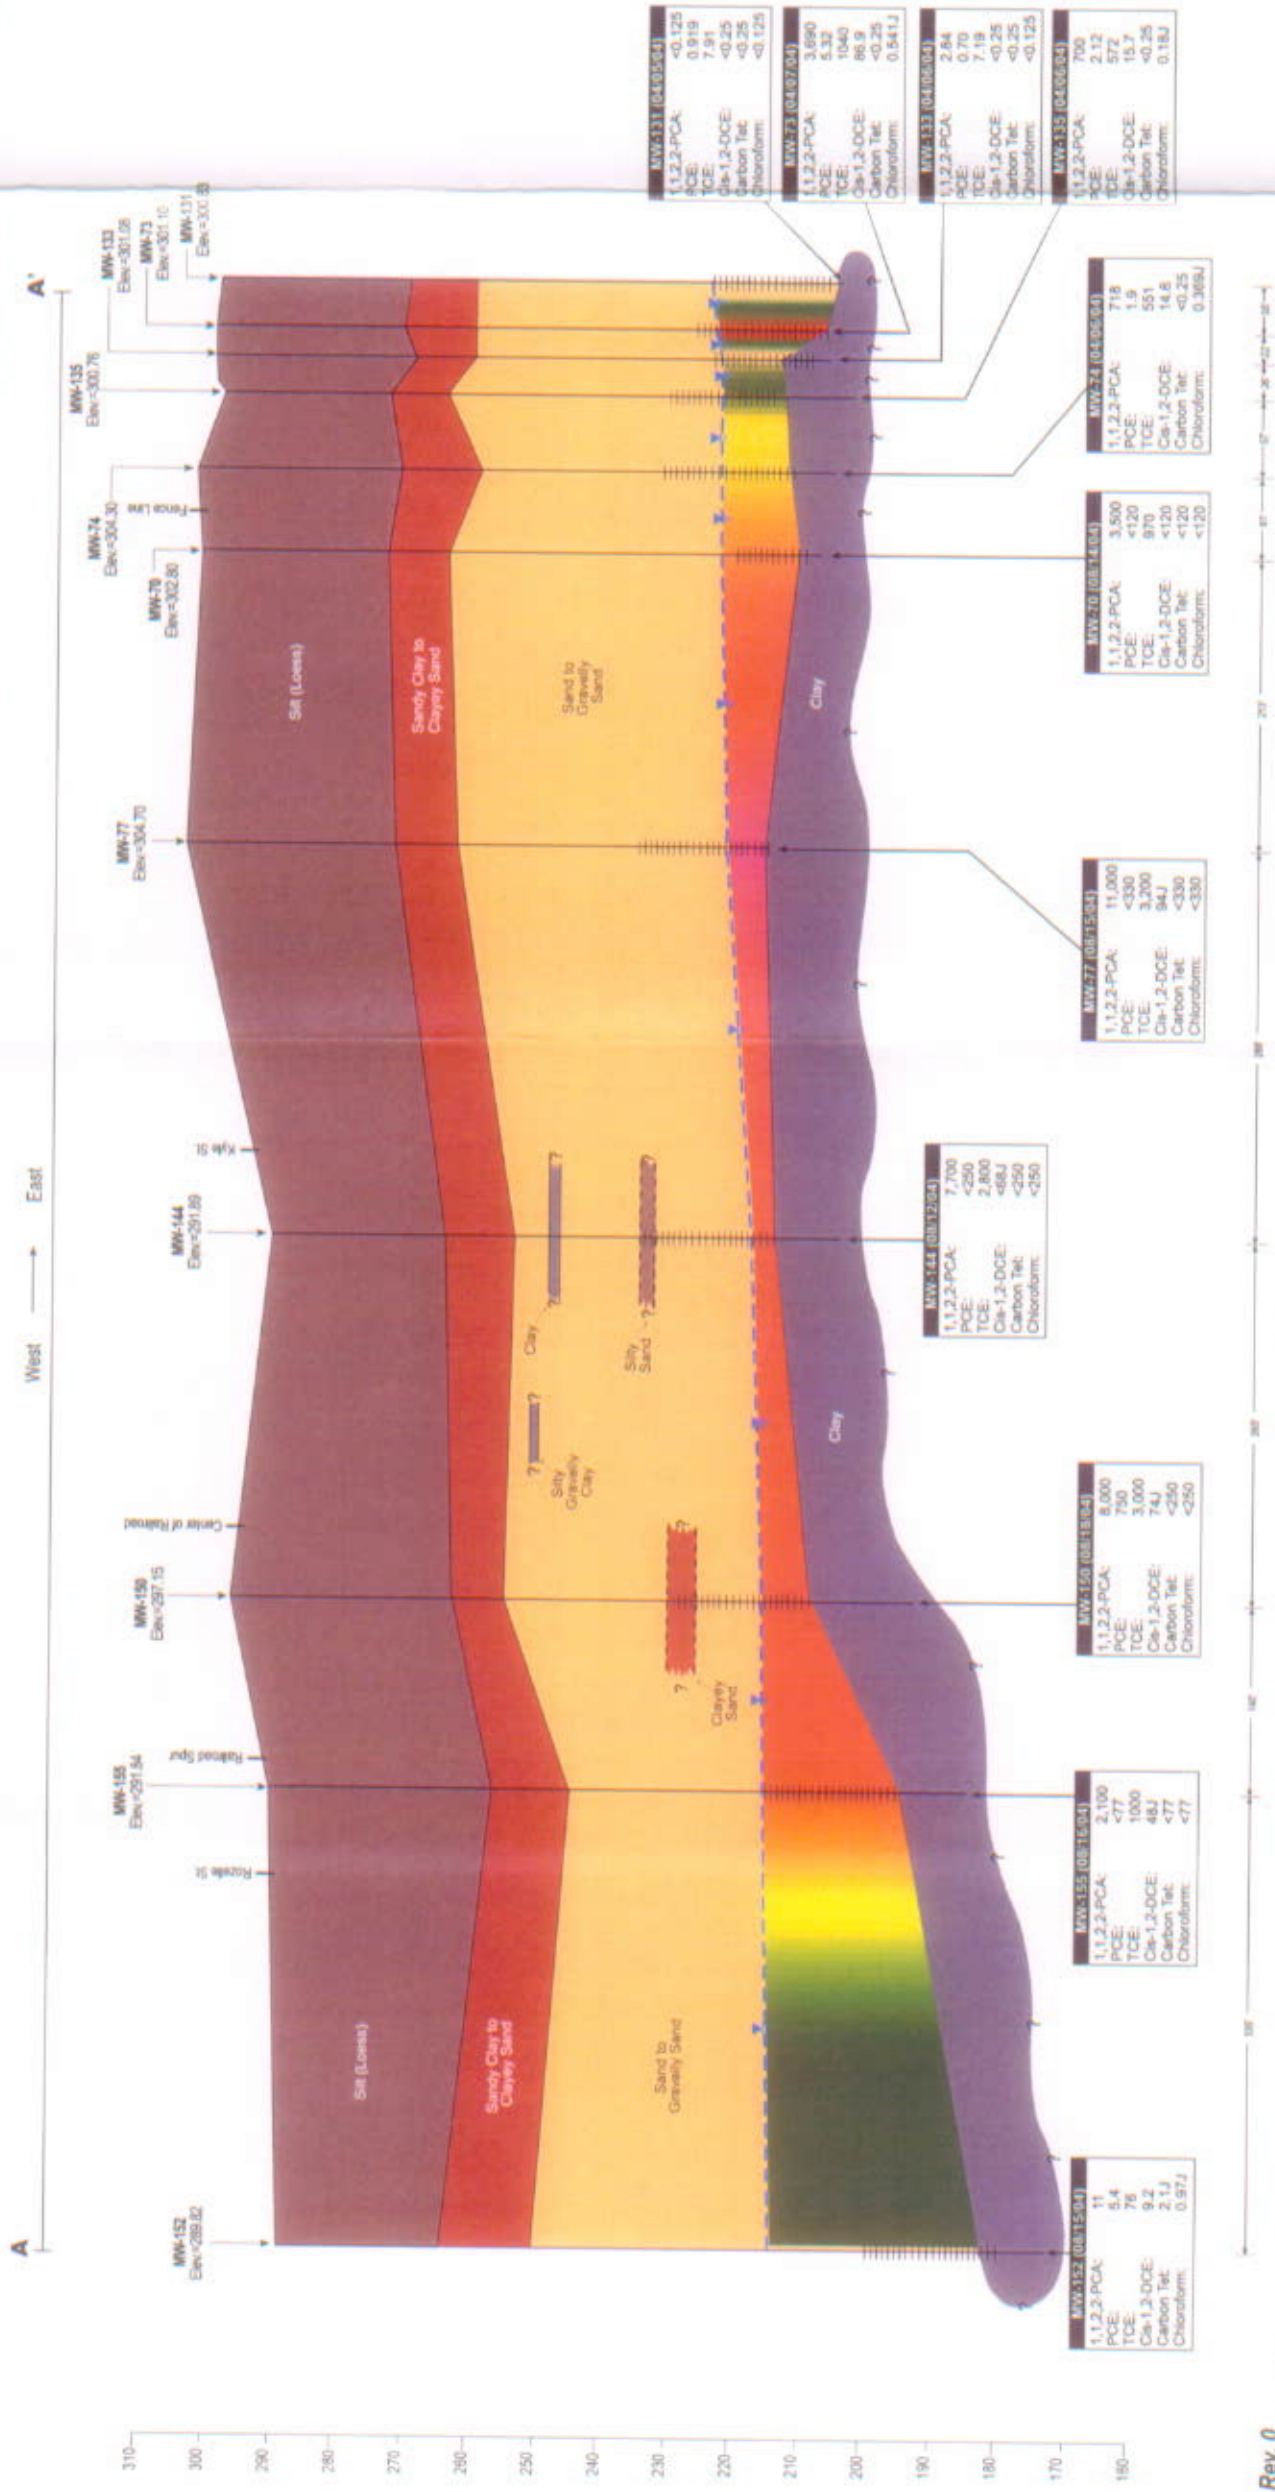 West
East
A
A'
MW-152
Elev.=289.82
Rozelle St
MW-155
Elev.=291.84
Railroad Spur
MW-150
Elev.=297.15
Center of Railroad
MW-144
Elev.=291.89
Kyle St
MW-77
Elev.=304.70
MW-70
Elev.=302.80
Fence Line
MW-74
Elev.=304.30
MW-135
Elev.=300.76
MW-133
Elev.=301.08
MW-73
Elev.=301.10
MW-131
310
300
290
280
270
260
250
240
230
220
210
200
190
180
170
160
Silt (Loess)
Silt (Loess)
Sandy Clay to
Clayey Sand
Sandy Clay to
Clayey Sand
Sand to
Gravelly Sand
Sand to
Gravelly
Sand
Clayey
Sand
Silty
Gravelly
Clay
Clay
Silty
Sand
Clay
Clay
MW-152 (08/15/04)
1,1,2,2-PCA: 11
PCE: 5.4
TCE: 76
Cis-1,2-DCE: 9.2
Carbon Tet: 2.1J
Chloroform: 0.97J
MW-155 (08/16/04)
1,1,2,2-PCA: 2,100
PCE: <77
TCE: 1000
Cis-1,2-DCE: 48J
Carbon Tet: <77
Chloroform: <77
MW-150 (08/18/04)
1,1,2,2-PCA: 8,000
PCE: 750
TCE: 3,000
Cis-1,2-DCE: 74J
Carbon Tet: <250
Chloroform: <250
MW-144 (08/12/04)
1,1,2,2-PCA: 7,700
PCE: <250
TCE: 2,800
Cis-1,2-DCE: <68J
Carbon Tet: <250
Chloroform: <250
MW-77 (08/15/04)
1,1,2,2-PCA: 11,000
PCE: <330
TCE: 3,200
Cis-1,2-DCE: 94J
Carbon Tet: <330
Chloroform: <330
MW-70 (08/14/04)
1,1,2,2-PCA: 3,500
PCE: <120
TCE: 970
Cis-1,2-DCE: <120
Carbon Tet: <120
Chloroform: <120
MW-74 (04/06/04)
1,1,2,2-PCA: 718
PCE: 1.9
TCE: 551
Cis-1,2-DCE: 14.8
Carbon Tet: <0.25
Chloroform: 0.369J
MW-131 (04/05/04)
1,1,2,2-PCA: <0.125
PCE: 0.919
TCE: 7.91
Cis-1,2-DCE: <0.25
Carbon Tet: <0.25
Chloroform: <0.125
MW-73 (04/07/04)
1,1,2,2-PCA: 3,690
PCE: 5.32
TCE: 1040
Cis-1,2-DCE: 86.9
Carbon Tet: <0.25
Chloroform: 0.541J
MW-133 (04/06/04)
1,1,2,2-PCA: 2.84
PCE: 0.70
TCE: 7.19
Cis-1,2-DCE: <0.25
Carbon Tet: <0.25
Chloroform: <0.125
MW-135 (04/06/04)
1,1,2,2-PCA: 700
PCE: 2.12
TCE: 572
Cis-1,2-DCE: 15.7
Carbon Tet: <0.25
Chloroform: 0.18J
Rev. 0